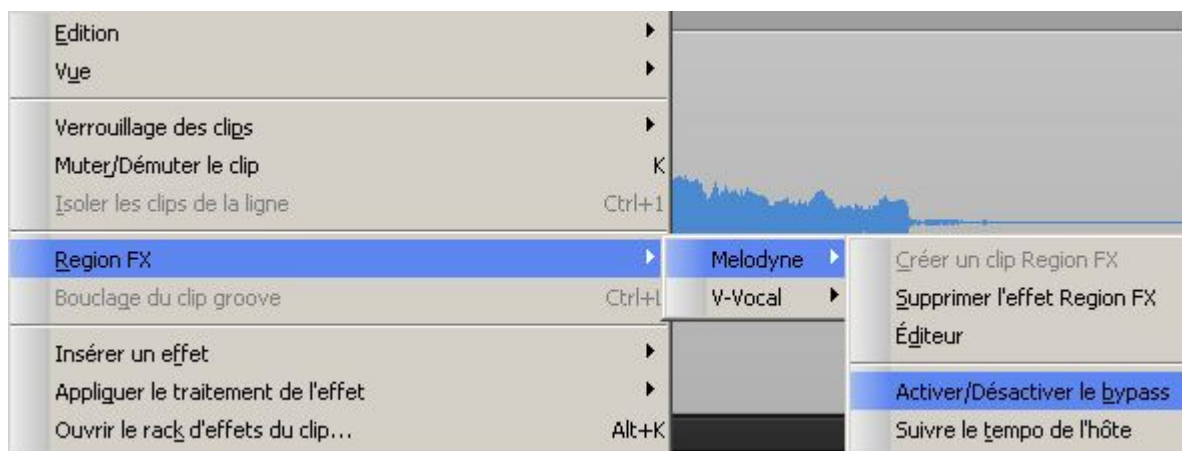 Edition
Vue
Verrouillage des clips
Muter/Démuter le clip K
Isoler les clips de la ligne Ctrl+1
Region FX
Bouclage du clip groove Ctrl+L
Insérer un effet
Appliquer le traitement de l'effet
Ouvrir le rack d'effets du clip... Alt+K
Melodyne
V-Vocal
Créer un clip Region FX
Supprimer l'effet Region FX
Éditeur
Activer/Désactiver le bypass
Suivre le tempo de l'hôte